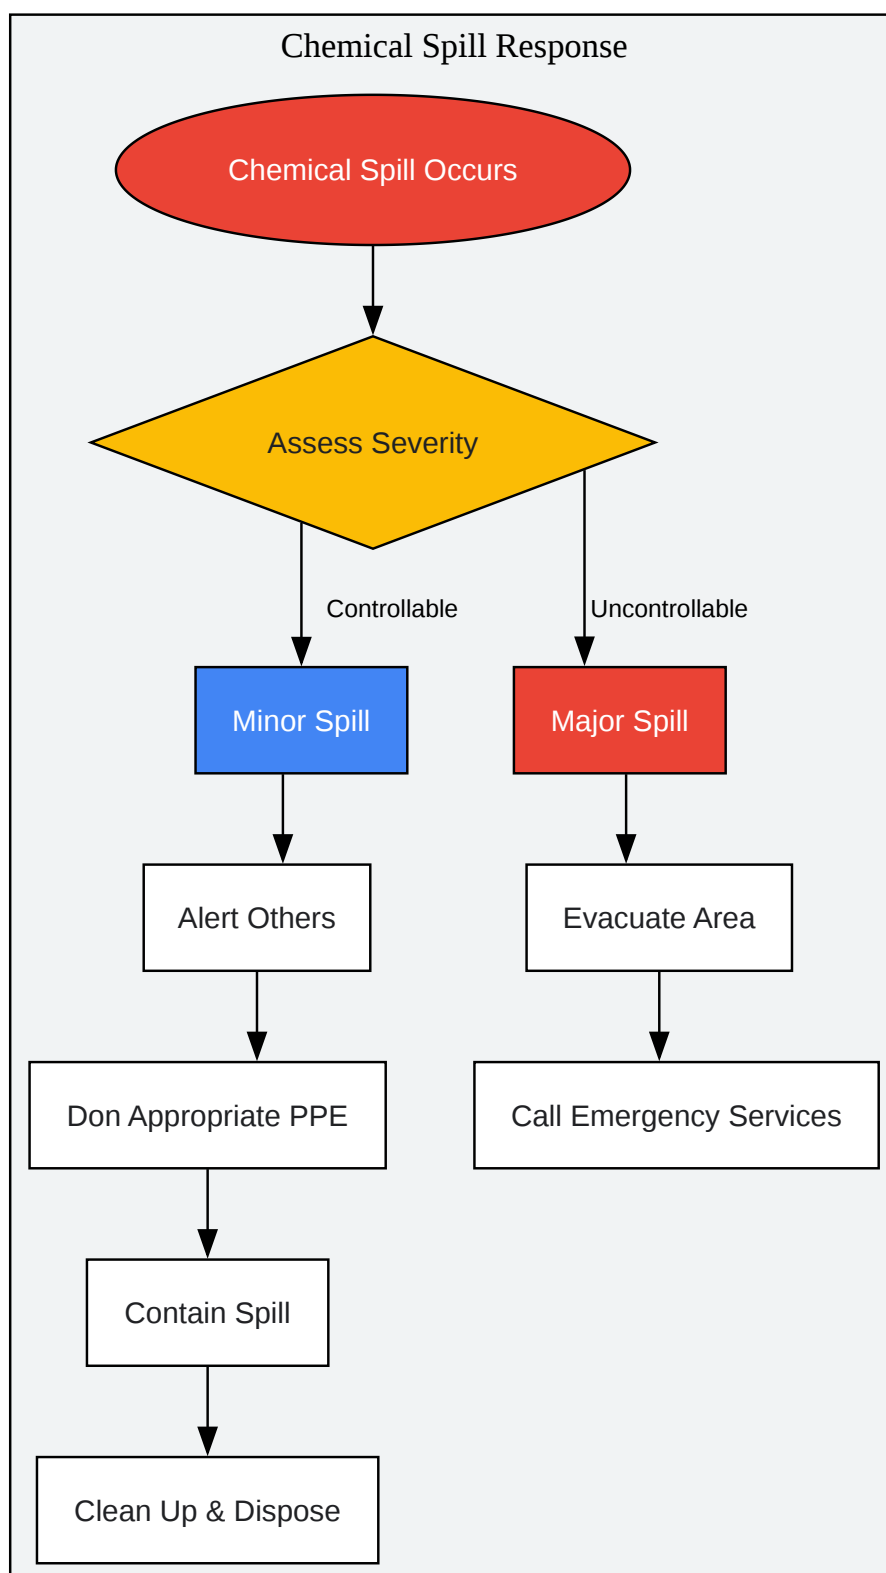 Chemical Spill Response
Chemical Spill Occurs
Assess Severity
Controllable
Uncontrollable
Minor Spill
Major Spill
Alert Others
Evacuate Area
Don Appropriate PPE
Call Emergency Services
Contain Spill
Clean Up & Dispose